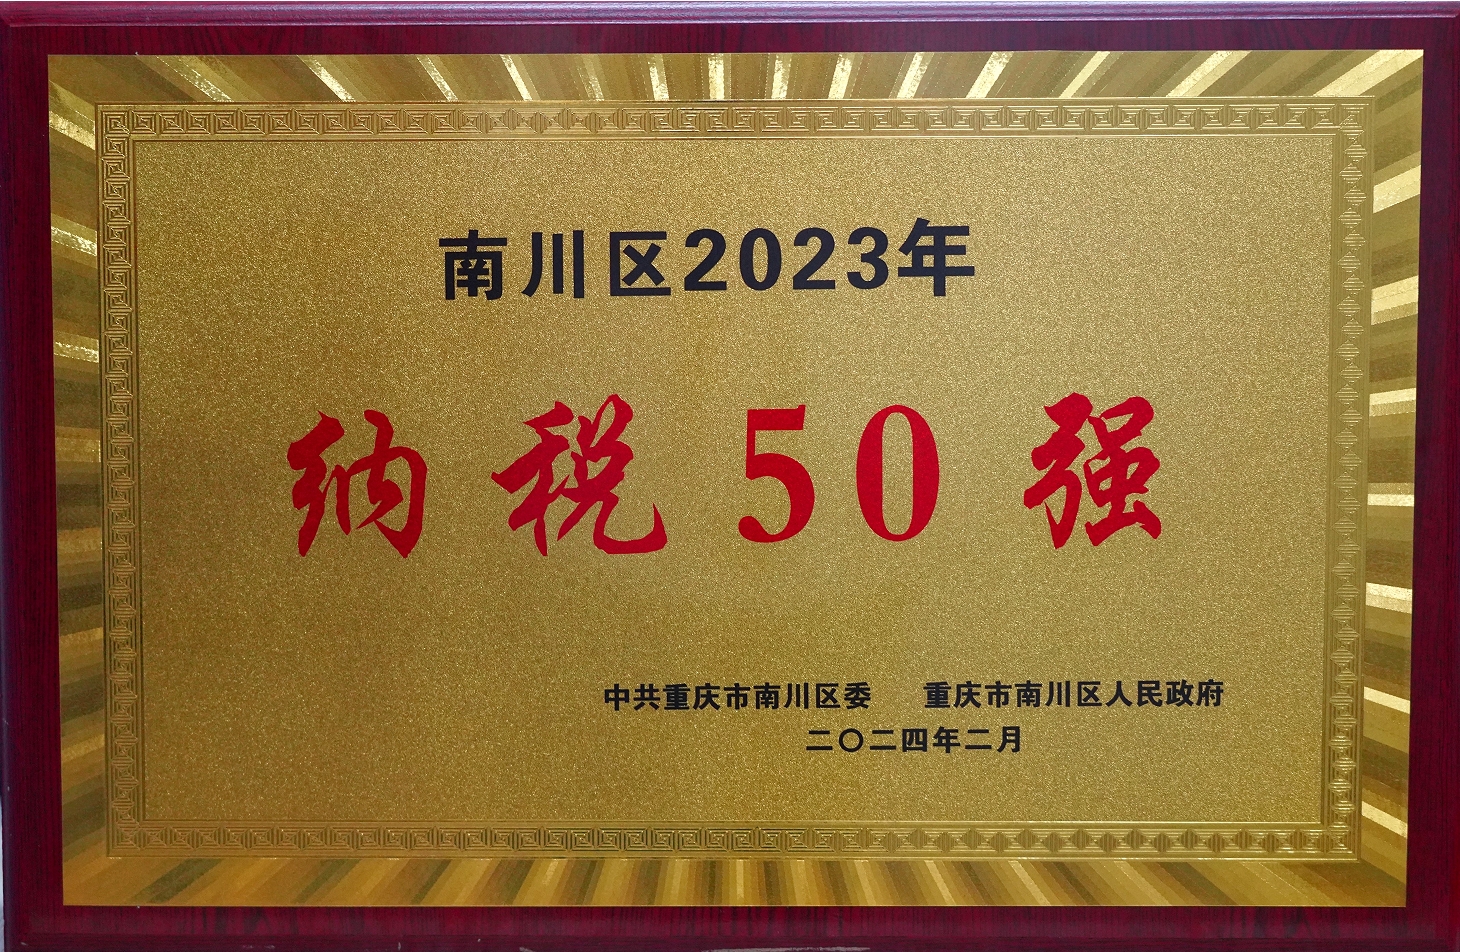 南川区2023年
纳税50强
中共重庆市南川区委 重庆市南川区人民政府
二〇二四年二月